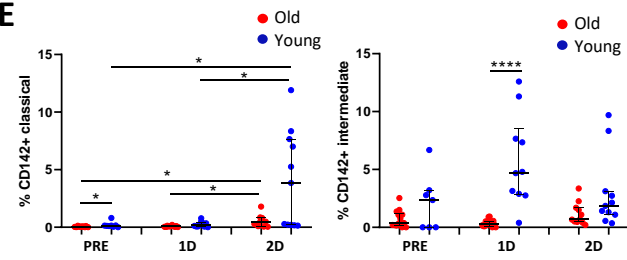 E
Old
Young
% CD142+ classical
15
10
5
0
*
*
*
*
*
PRE
1D
2D
Old
Young
% CD142+ intermediate
15
10
5
0
****
PRE
1D
2D